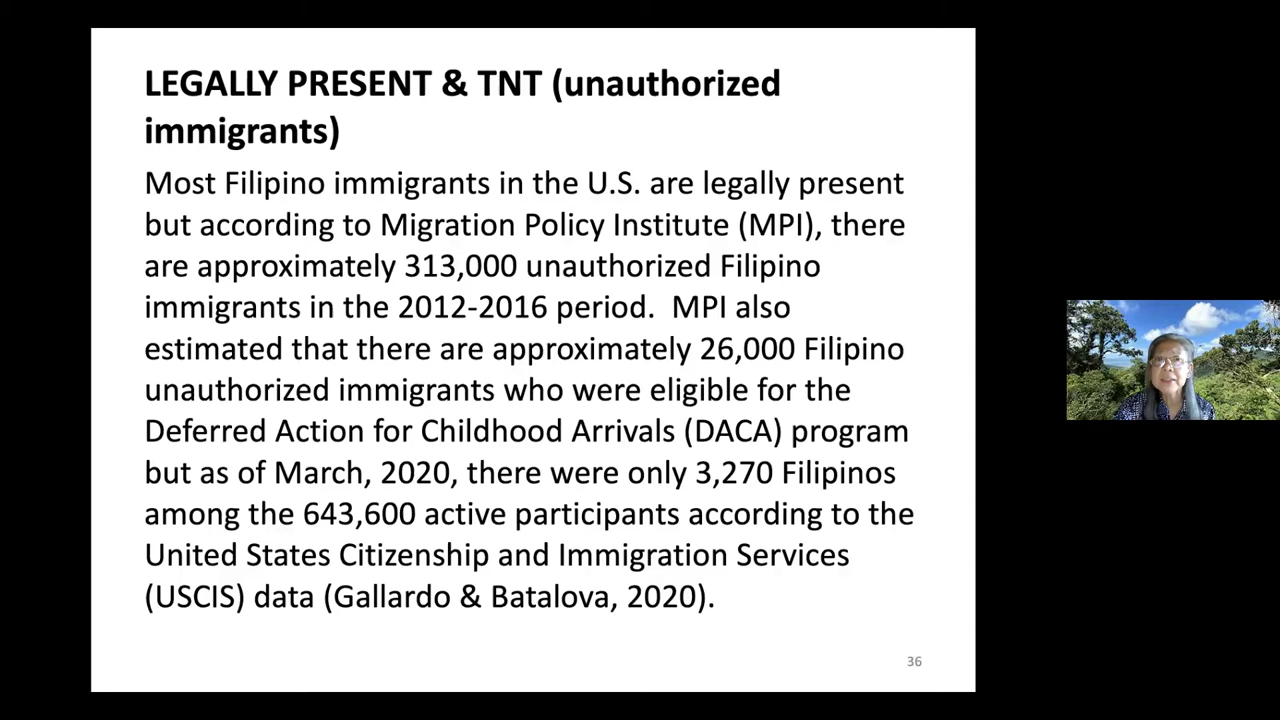 LEGALLY PRESENT & TNT (unauthorized
immigrants)
Most Filipino immigrants in the U.S. are legally present
but according to Migration Policy Institute (MPI), there
are approximately 313,000 unauthorized Filipino
immigrants in the 2012-2016 period.  MPI also
estimated that there are approximately 26,000 Filipino
unauthorized immigrants who were eligible for the
Deferred Action for Childhood Arrivals (DACA) program
but as of March, 2020, there were only 3,270 Filipinos
among the 643,600 active participants according to the
United States Citizenship and Immigration Services
(USCIS) data (Gallardo & Batalova, 2020).
36